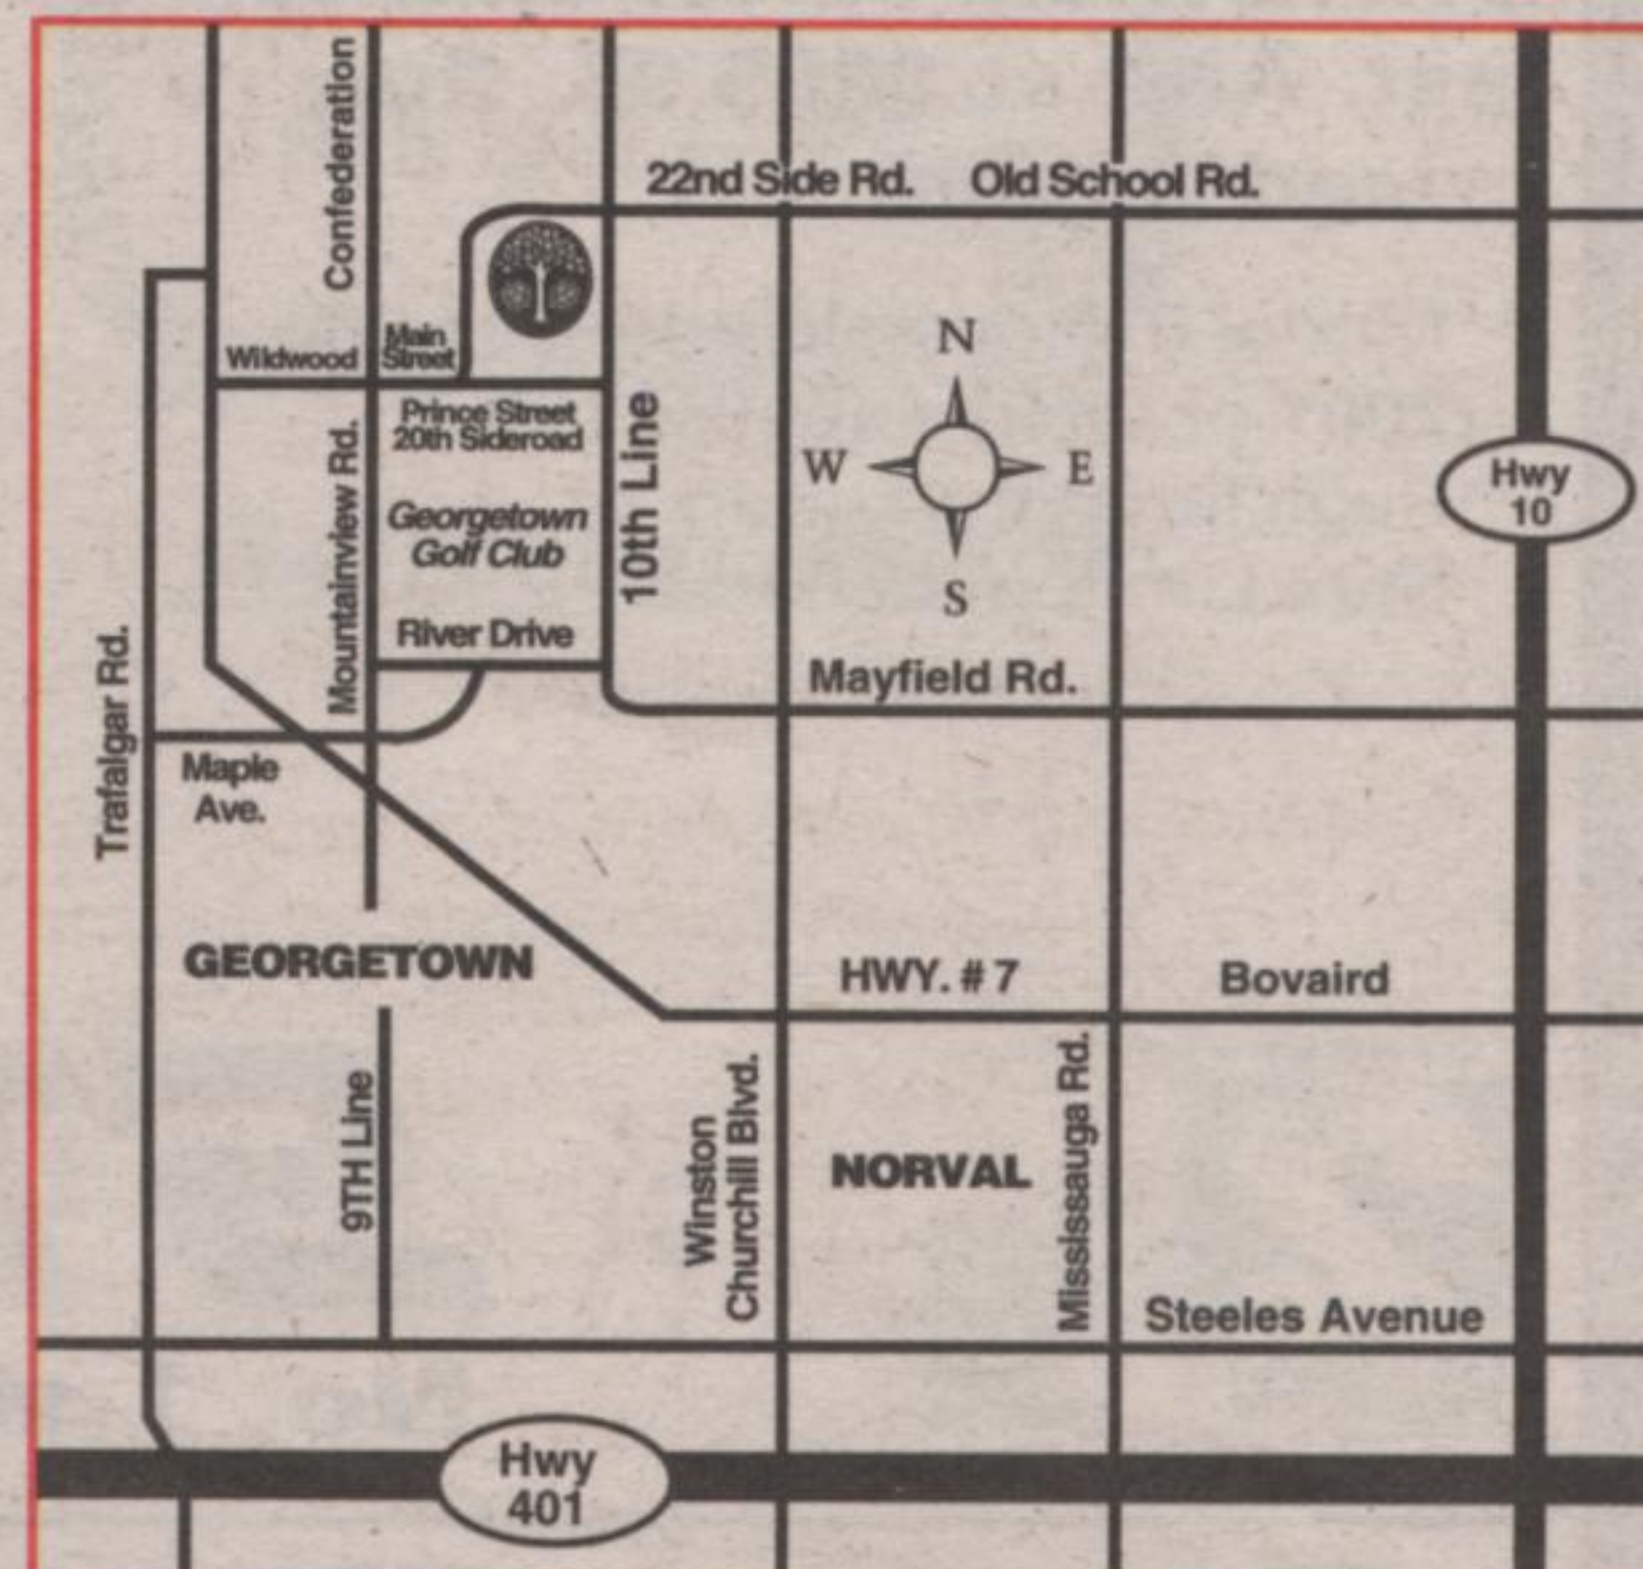 Confederation
22nd Side Rd.
Old School Rd.
Main
Street
Wildwood
Prince Street
20th Sideroad
Mountainview Rd.
10th Line
Georgetown
Golf Club
River Drive
N
W
E
S
Hwy
10
Mayfield Rd.
Trafalgar Rd.
Maple
Ave.
GEORGETOWN
HWY. # 7
Bovaird
9TH Line
Winston
Churchill Blvd.
NORVAL
Mississauga Rd.
Steeles Avenue
Hwy
401